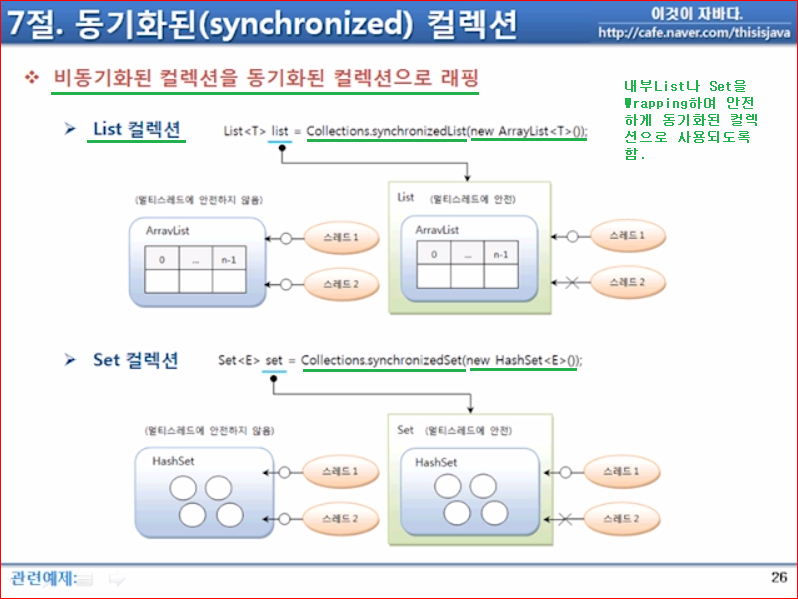 7절. 동기화된(synchronized) 컬렉션
이것이 자바다.
http://cafe.naver.com/thisisjava
비동기화된 컬렉션을 동기화된 컬렉션으로 래핑
내부List나 Set을
Wrapping하여 안전
하게 동기화된 컬렉
션으로 사용되도록
함.
List 컬렉션
List<T> list = Collections.synchronizedList(new ArrayList<T>());
(멀티스레드에 안전하지 않음)
ArrayList
0 ... n-1
스레드1
스레드2
List (멀티스레드에 안전)
ArrayList
0 ... n-1
스레드1
스레드2
Set 컬렉션
Set<E> set = Collections.synchronizedSet(new HashSet<E>());
(멀티스레드에 안전하지 않음)
HashSet
스레드1
스레드2
Set (멀티스레드에 안전)
HashSet
스레드1
스레드2
관련예제:
26